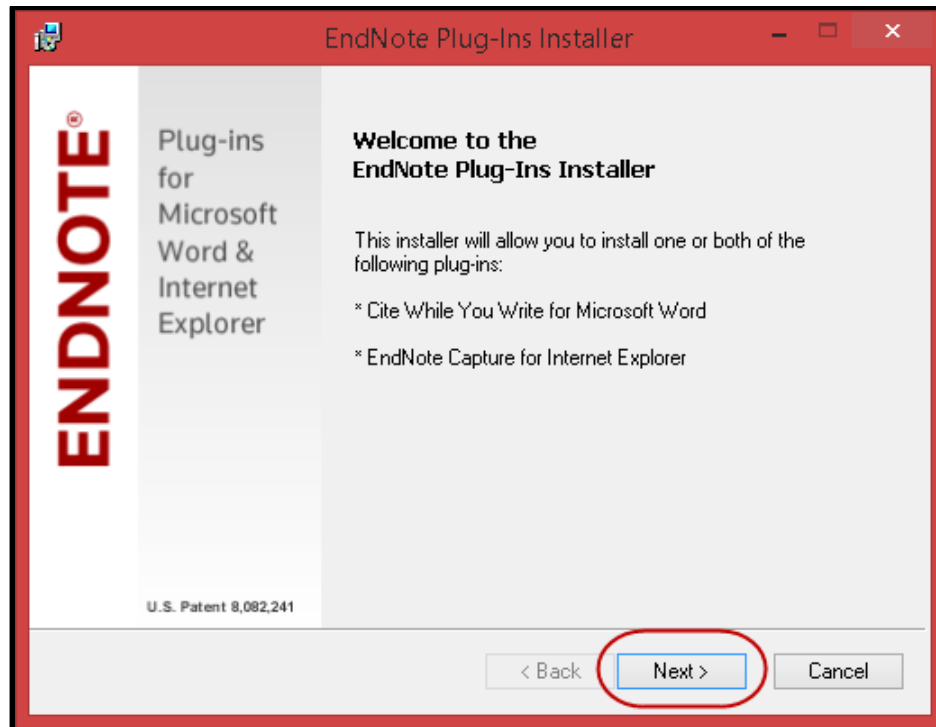 EndNote Plug-Ins Installer
ENDNOTE®
Plug-ins
for
Microsoft
Word &
Internet
Explorer
U.S. Patent 8,082,241
Welcome to the
EndNote Plug-Ins Installer
This installer will allow you to install one or both of the
following plug-ins:
* Cite While You Write for Microsoft Word
* EndNote Capture for Internet Explorer
< Back Next > Cancel